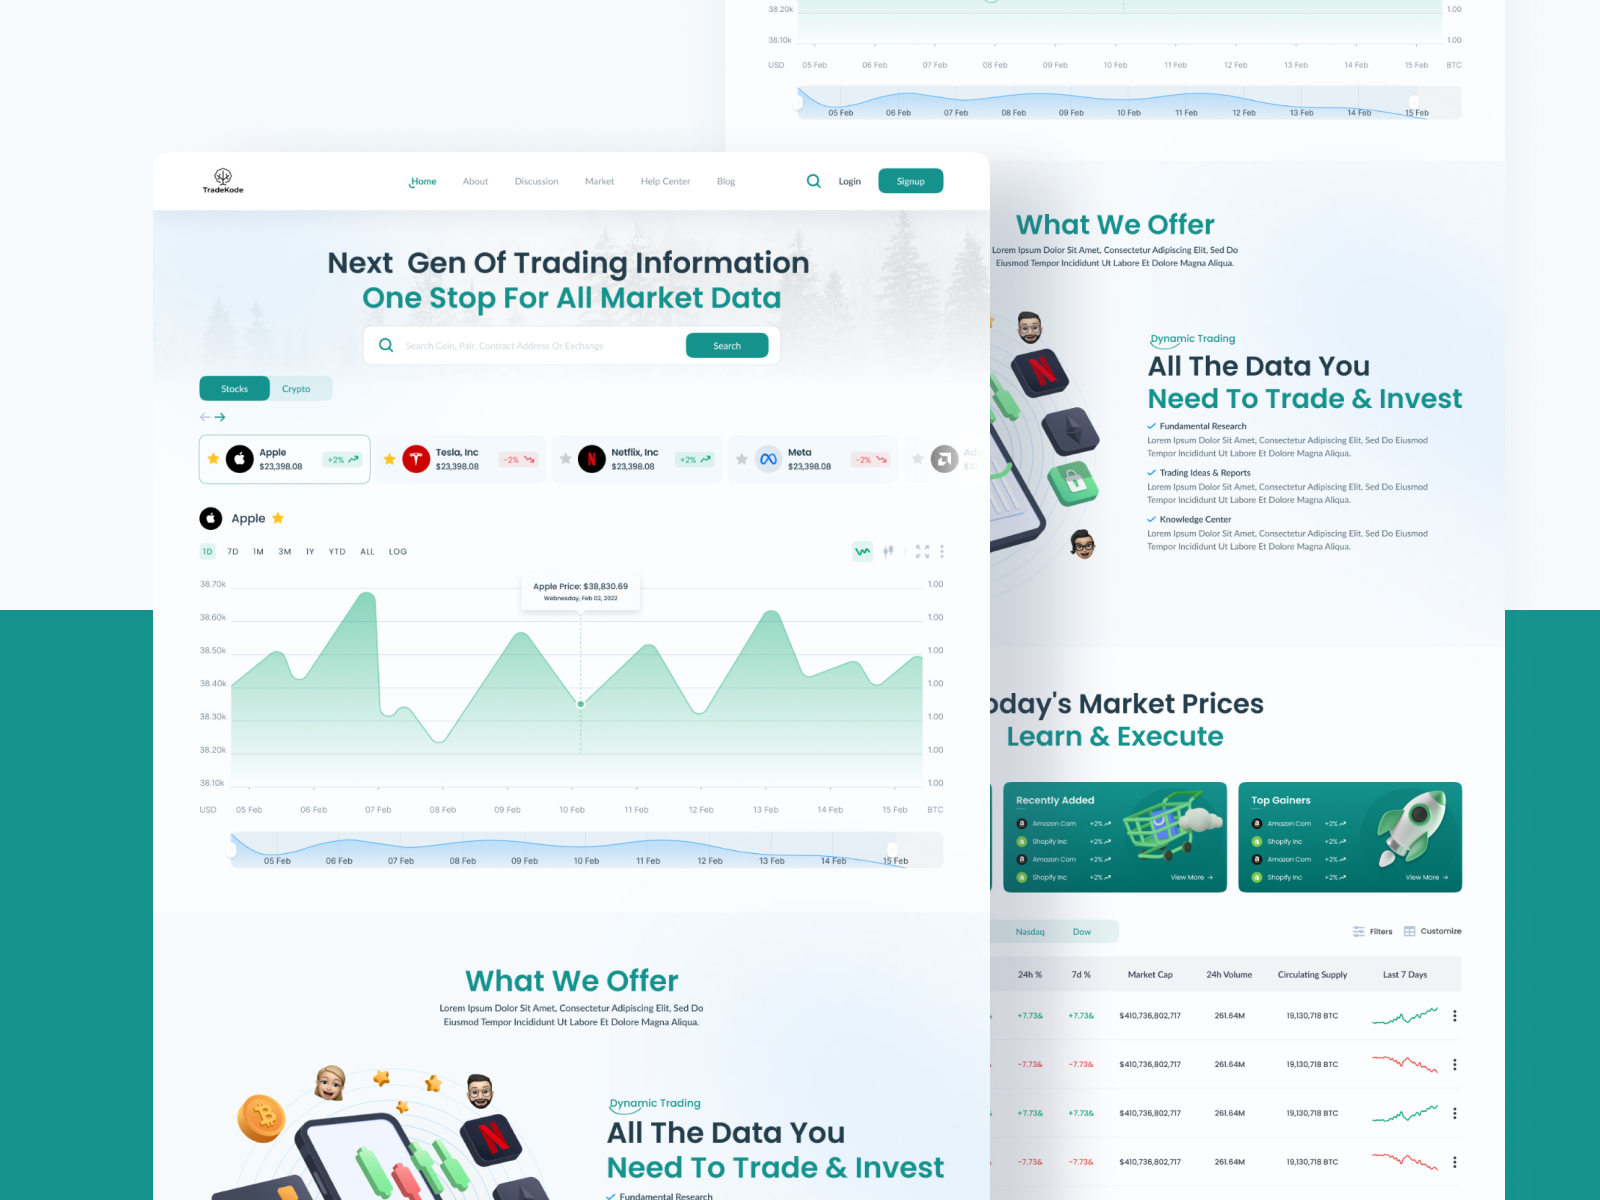 38.20k
1.00
38.10k
1.00
USD 05 Feb 06 Feb 07 Feb 08 Feb 09 Feb 10 Feb 11 Feb 12 Feb 13 Feb 14 Feb 15 Feb BTC
05 Feb 06 Feb 07 Feb 08 Feb 09 Feb 10 Feb 11 Feb 12 Feb 13 Feb 14 Feb 15 Feb
TradeKode
Home About Discussion Market Help Center Blog Login Signup
Next Gen Of Trading Information
One Stop For All Market Data
Search Coin, Pair, Contract Address Or Exchange Search
Stocks Crypto
Apple
$23,398.08
+2%
Tesla, Inc
$23,398.08
-2%
Netflix, Inc
$23,398.08
+2%
Meta
$23,398.08
-2%
Apple
1D 7D 1M 3M 1Y YTD ALL LOG
Apple Price: $38,830.69
Wednesday, Feb 02, 2022
38.70k 1.00
38.60k 1.00
38.50k 1.00
38.40k 1.00
38.30k 1.00
38.20k 1.00
38.10k 1.00
USD 05 Feb 06 Feb 07 Feb 08 Feb 09 Feb 10 Feb 11 Feb 12 Feb 13 Feb 14 Feb 15 Feb BTC
05 Feb 06 Feb 07 Feb 08 Feb 09 Feb 10 Feb 11 Feb 12 Feb 13 Feb 14 Feb 15 Feb
What We Offer
Lorem Ipsum Dolor Sit Amet, Consectetur Adipiscing Elit, Sed Do
Eiusmod Tempor Incididunt Ut Labore Et Dolore Magna Aliqua.
Dynamic Trading
All The Data You
Need To Trade & Invest
Fundamental Research
What We Offer
Lorem Ipsum Dolor Sit Amet, Consectetur Adipiscing Elit, Sed Do
Eiusmod Tempor Incididunt Ut Labore Et Dolore Magna Aliqua.
Dynamic Trading
All The Data You
Need To Trade & Invest
Fundamental Research
Lorem Ipsum Dolor Sit Amet, Consectetur Adipiscing Elit, Sed Do Eiusmod
Tempor Incididunt Ut Labore Et Dolore Magna Aliqua.
Trading Ideas & Reports
Lorem Ipsum Dolor Sit Amet, Consectetur Adipiscing Elit, Sed Do Eiusmod
Tempor Incididunt Ut Labore Et Dolore Magna Aliqua.
Knowledge Center
Lorem Ipsum Dolor Sit Amet, Consectetur Adipiscing Elit, Sed Do Eiusmod
Tempor Incididunt Ut Labore Et Dolore Magna Aliqua.
oday's Market Prices
Learn & Execute
Recently Added
Amazon Com +2%
Shopify Inc +2%
Amazon Com +2%
Shopify Inc +2%
View More
Top Gainers
Amazon Com +2%
Shopify Inc +2%
Amazon Com +2%
Shopify Inc +2%
View More
Nasdaq Dow Filters Customize
24h % 7d % Market Cap 24h Volume Circulating Supply Last 7 Days
+7.73& +7.73& $410,736,802,717 261.64M 19,130,718 BTC
-7.73& -7.73& $410,736,802,717 261.64M 19,130,718 BTC
+7.73& +7.73& $410,736,802,717 261.64M 19,130,718 BTC
-7.73& -7.73& $410,736,802,717 261.64M 19,130,718 BTC